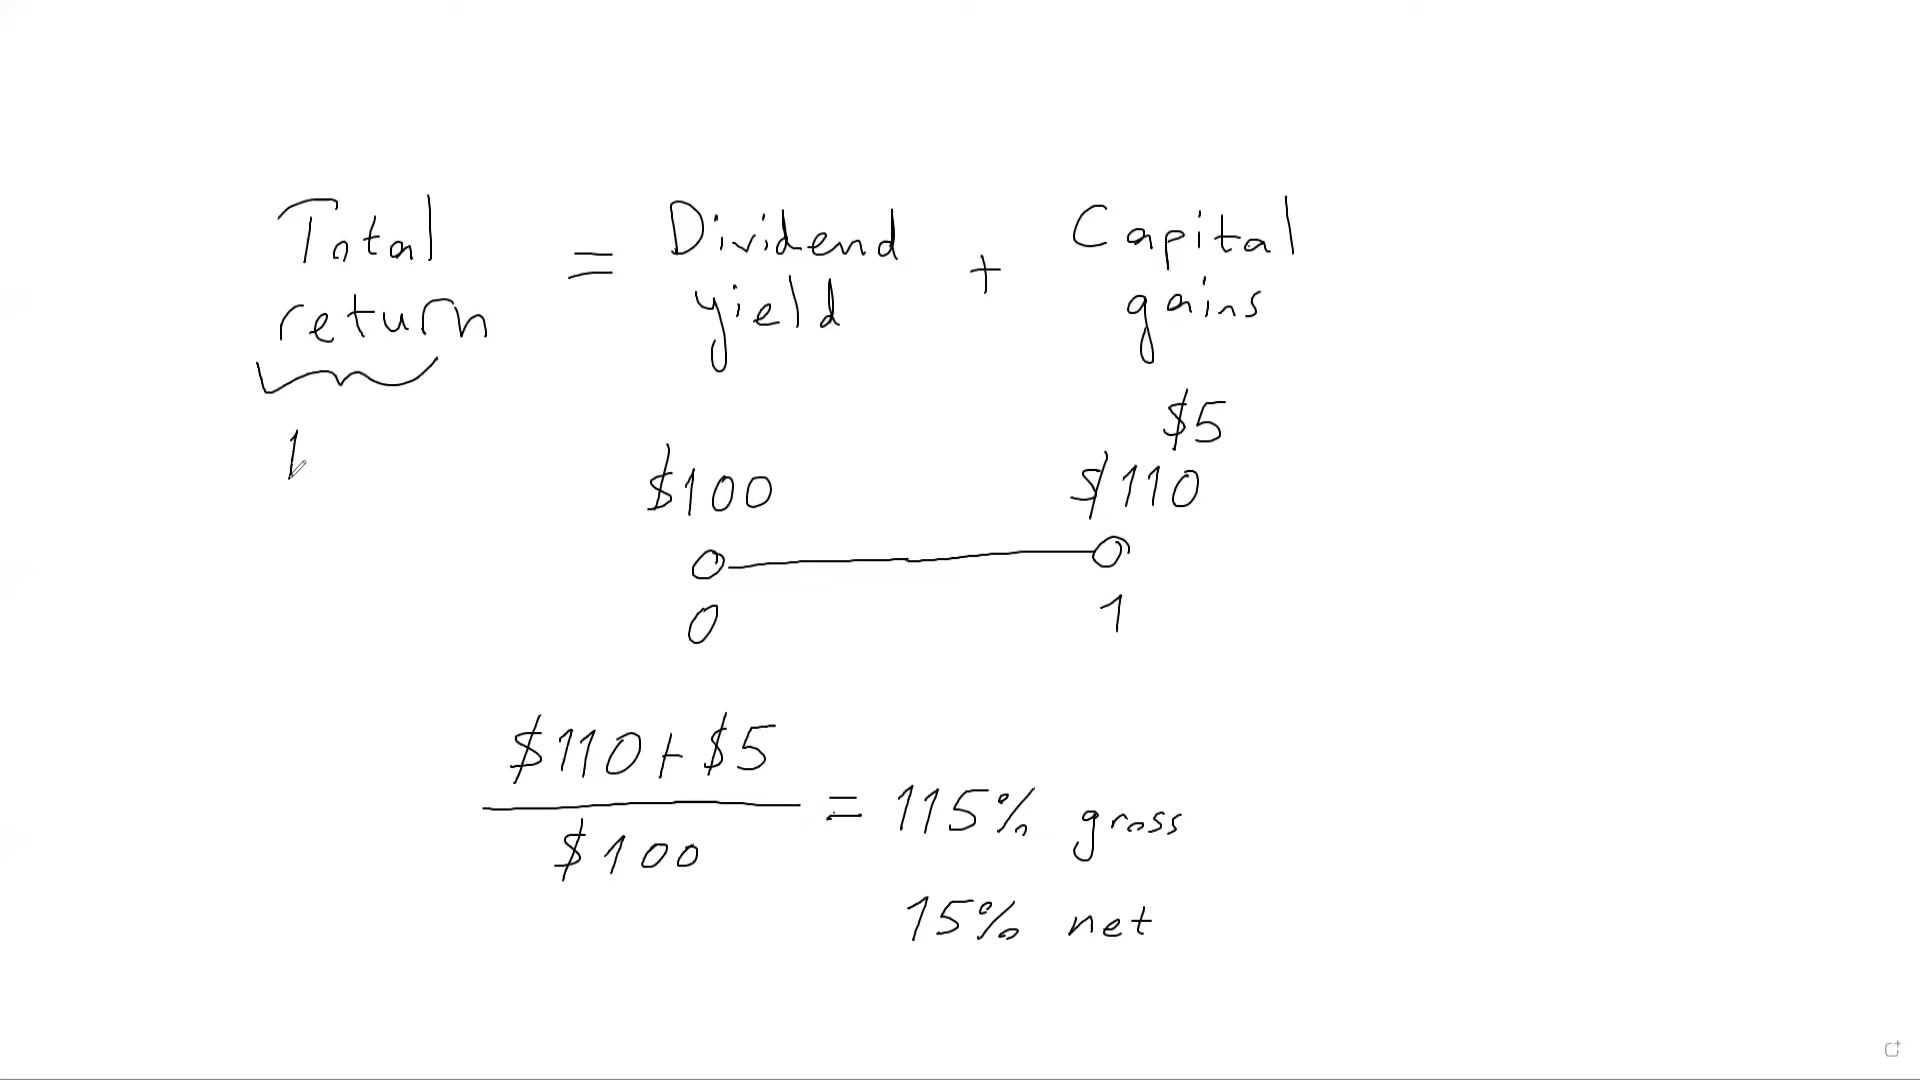 Total return = Dividend yield + Capital gains
$5
$100 $110
0 1
$110 + $5
$100
= 115% gross
15% net